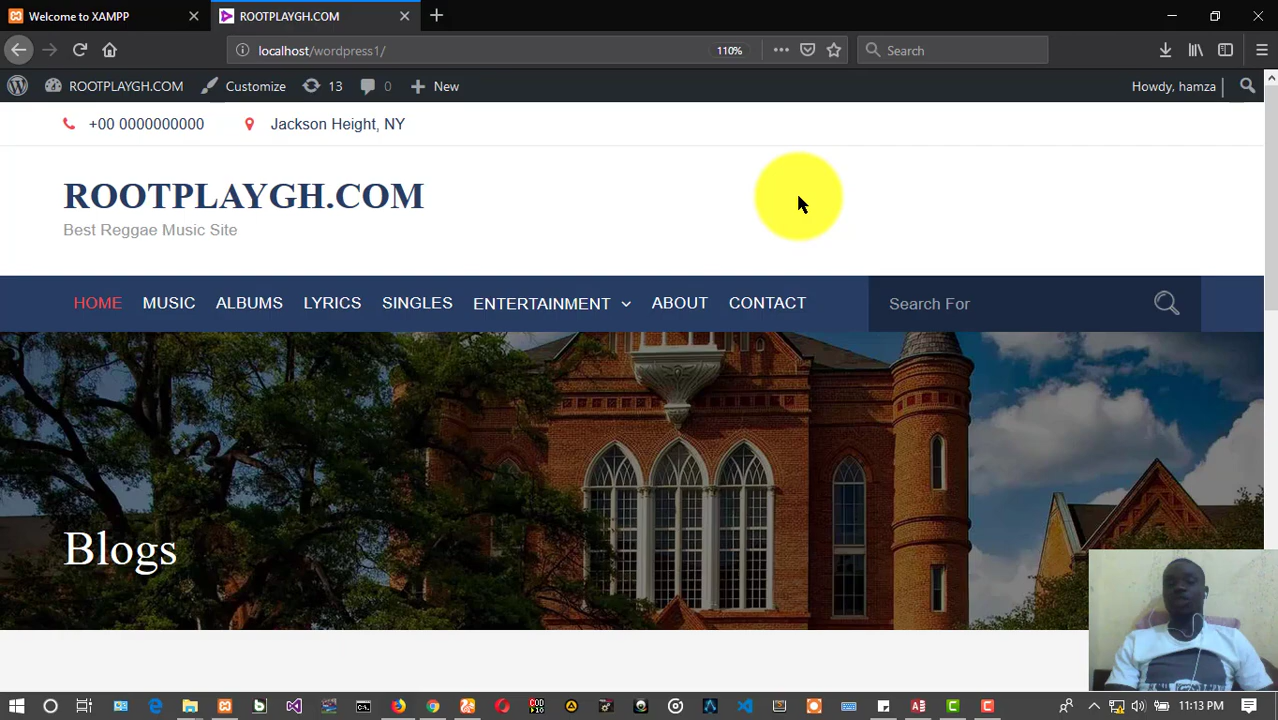 Welcome to XAMPP
ROOTPLAYGH.COM
localhost/wordpress1/
110%
Search
ROOTPLAYGH.COM
Customize
13
0
New
Howdy, hamza
+00 0000000000
Jackson Height, NY
ROOTPLAYGH.COM
Best Reggae Music Site
HOME MUSIC ALBUMS LYRICS SINGLES ENTERTAINMENT ABOUT CONTACT
Search For
Blogs
11:13 PM